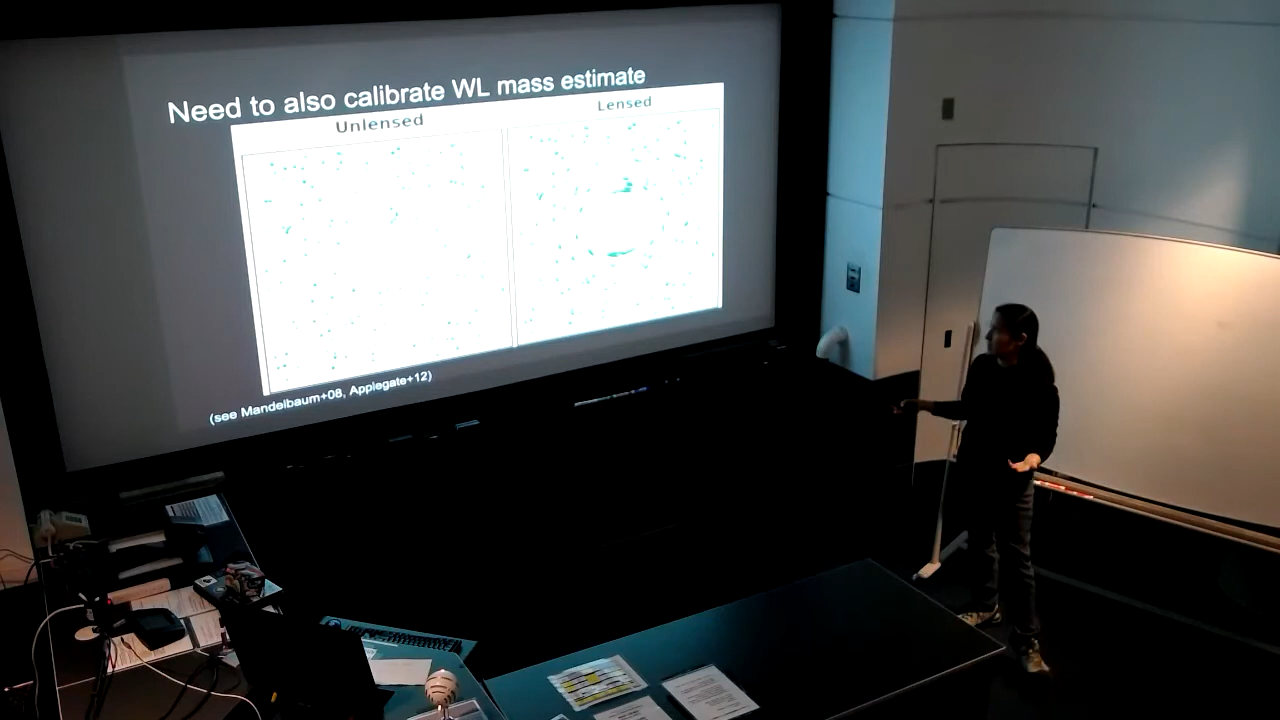 Need to also calibrate WL mass estimate
Unlensed
Lensed
(see Mandelbaum+08, Applegate+12)